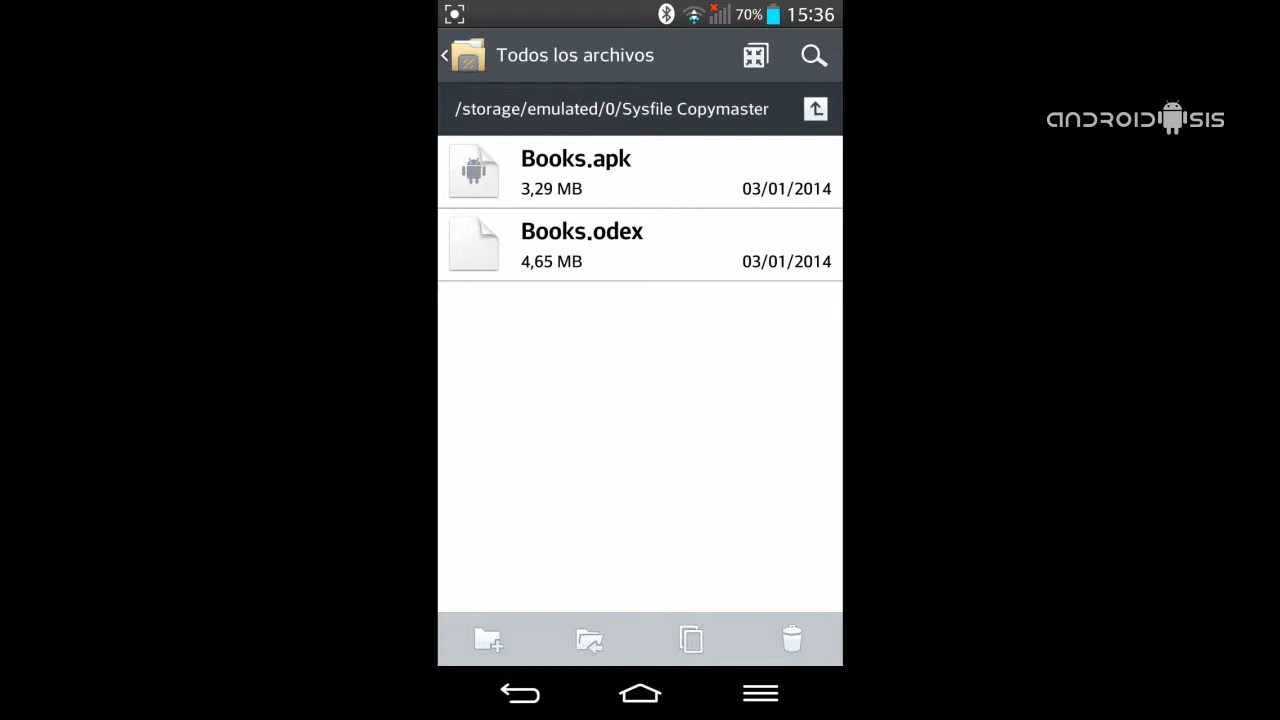 70% 15:36
Todos los archivos
/storage/emulated/0/Sysfile Copymaster
ANDROIDSIS
Books.apk
3,29 MB 03/01/2014
Books.odex
4,65 MB 03/01/2014